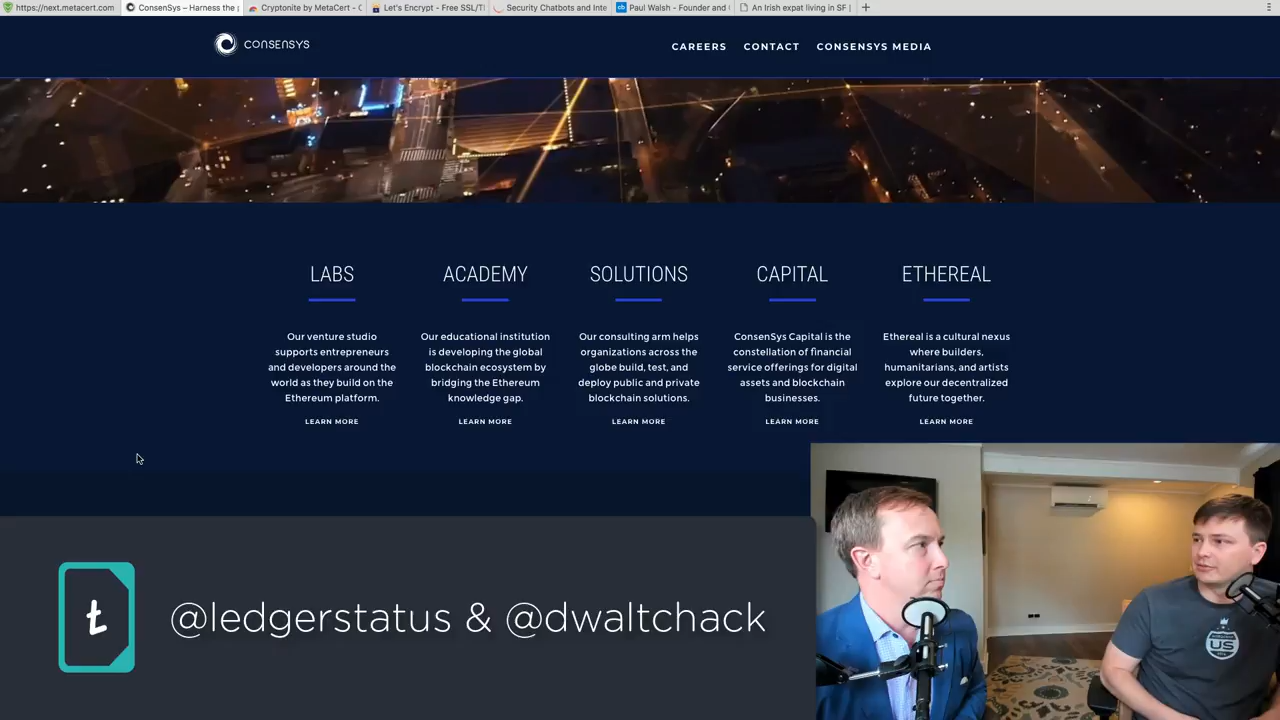 https://next.metacert.com
ConsenSys – Harness the
Cryptonite by MetaCert - C
Let's Encrypt - Free SSL/T
Security Chatbots and Inte
Paul Walsh - Founder and
An Irish expat living in SF |
CONSENSYS
CAREERS
CONTACT
CONSENSYS MEDIA
LABS
Our venture studio
supports entrepreneurs
and developers around the
world as they build on the
Ethereum platform.
LEARN MORE
ACADEMY
Our educational institution
is developing the global
blockchain ecosystem by
bridging the Ethereum
knowledge gap.
LEARN MORE
SOLUTIONS
Our consulting arm helps
organizations across the
globe build, test, and
deploy public and private
blockchain solutions.
LEARN MORE
CAPITAL
ConsenSys Capital is the
constellation of financial
service offerings for digital
assets and blockchain
businesses.
LEARN MORE
ETHEREAL
Ethereal is a cultural nexus
where builders,
humanitarians, and artists
explore our decentralized
future together.
LEARN MORE
@ledgerstatus & @dwaltchack
US